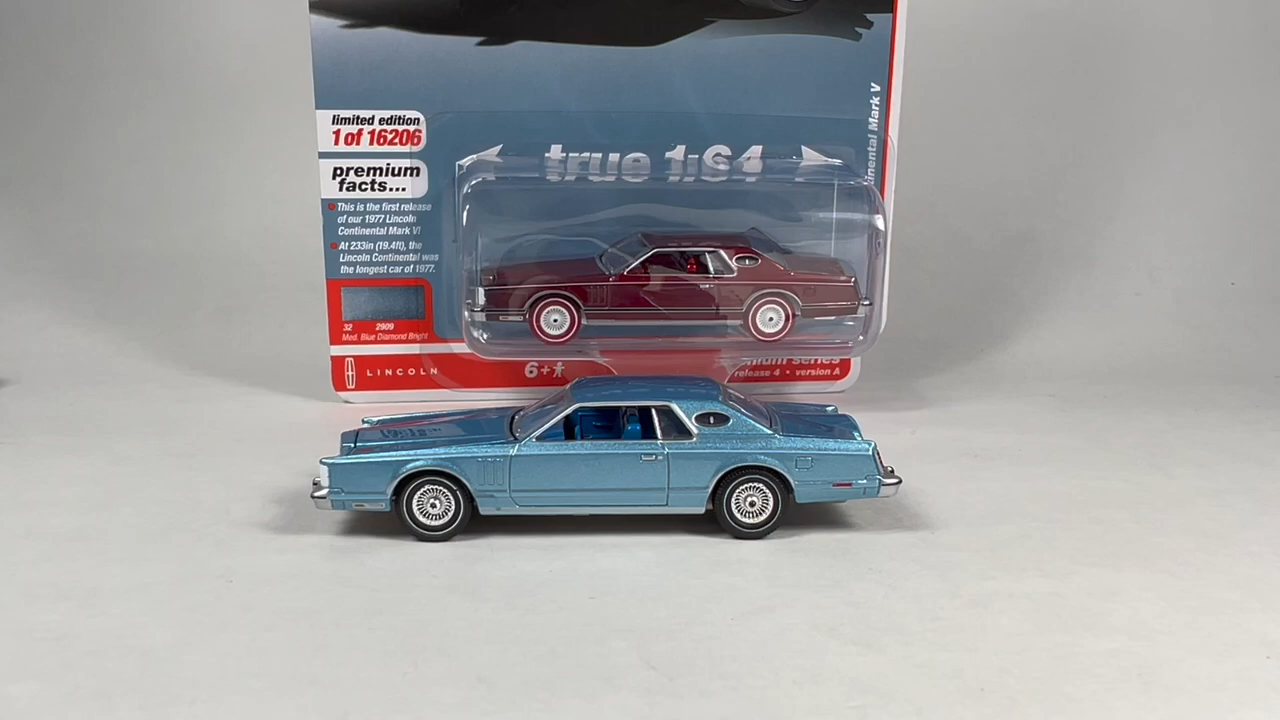 limited edition
1 of 16206
premium
facts...
This is the first release
of our 1977 Lincoln
Continental Mark V!
At 233in (19.4ft), the
Lincoln Continental was
the longest car of 1977.
32 2909
Med. Blue Diamond Bright
LINCOLN
true 1:64
6+
series
release 4 • version A
Mark V